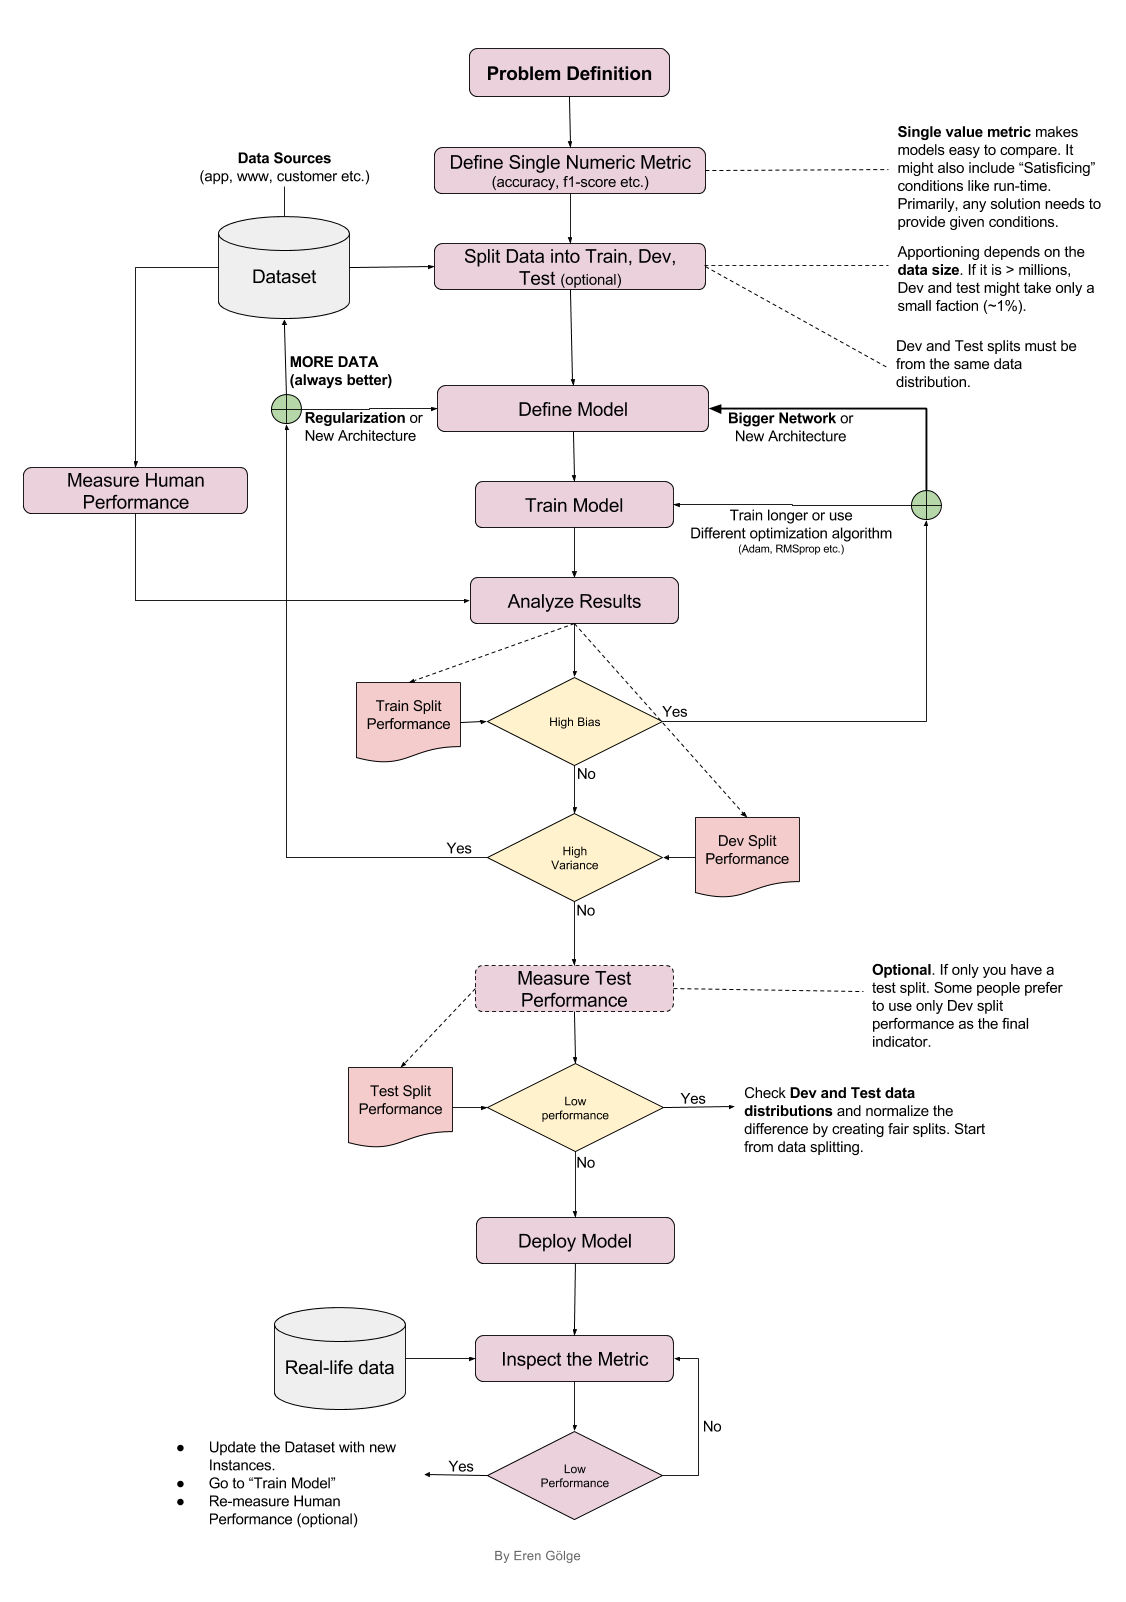 Problem Definition
Define Single Numeric Metric
(accuracy, f1-score etc.)
Single value metric makes
models easy to compare. It
might also include “Satisficing”
conditions like run-time.
Primarily, any solution needs to
provide given conditions.
Data Sources
(app, www, customer etc.)
Dataset
Split Data into Train, Dev,
Test (optional)
Apportioning depends on the
data size. If it is > millions,
Dev and test might take only a
small faction (~1%).
Dev and Test splits must be
from the same data
distribution.
MORE DATA
(always better)
Regularization or
New Architecture
Define Model
Bigger Network or
New Architecture
Measure Human
Performance
Train Model
Train longer or use
Different optimization algorithm
(Adam, RMSprop etc.)
Analyze Results
Train Split
Performance
High Bias
Yes
No
Yes
High
Variance
Dev Split
Performance
No
Measure Test
Performance
Optional. If only you have a
test split. Some people prefer
to use only Dev split
performance as the final
indicator.
Test Split
Performance
Low
performance
Yes
Check Dev and Test data
distributions and normalize the
difference by creating fair splits. Start
from data splitting.
No
Deploy Model
Real-life data
Inspect the Metric
No
Low
Performance
Yes
● Update the Dataset with new
Instances.
● Go to “Train Model”
● Re-measure Human
Performance (optional)
By Eren Gölge